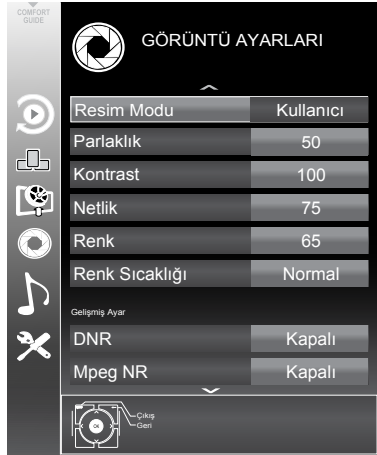 COMFORT
GUIDE
GÖRÜNTÜ AYARLARI
Resim Modu Kullanıcı
Parlaklık 50
Kontrast 100
Netlik 75
Renk 65
Renk Sıcaklığı Normal
Gelişmiş Ayar
DNR Kapalı
Mpeg NR Kapalı
Çıkış
OK Geri